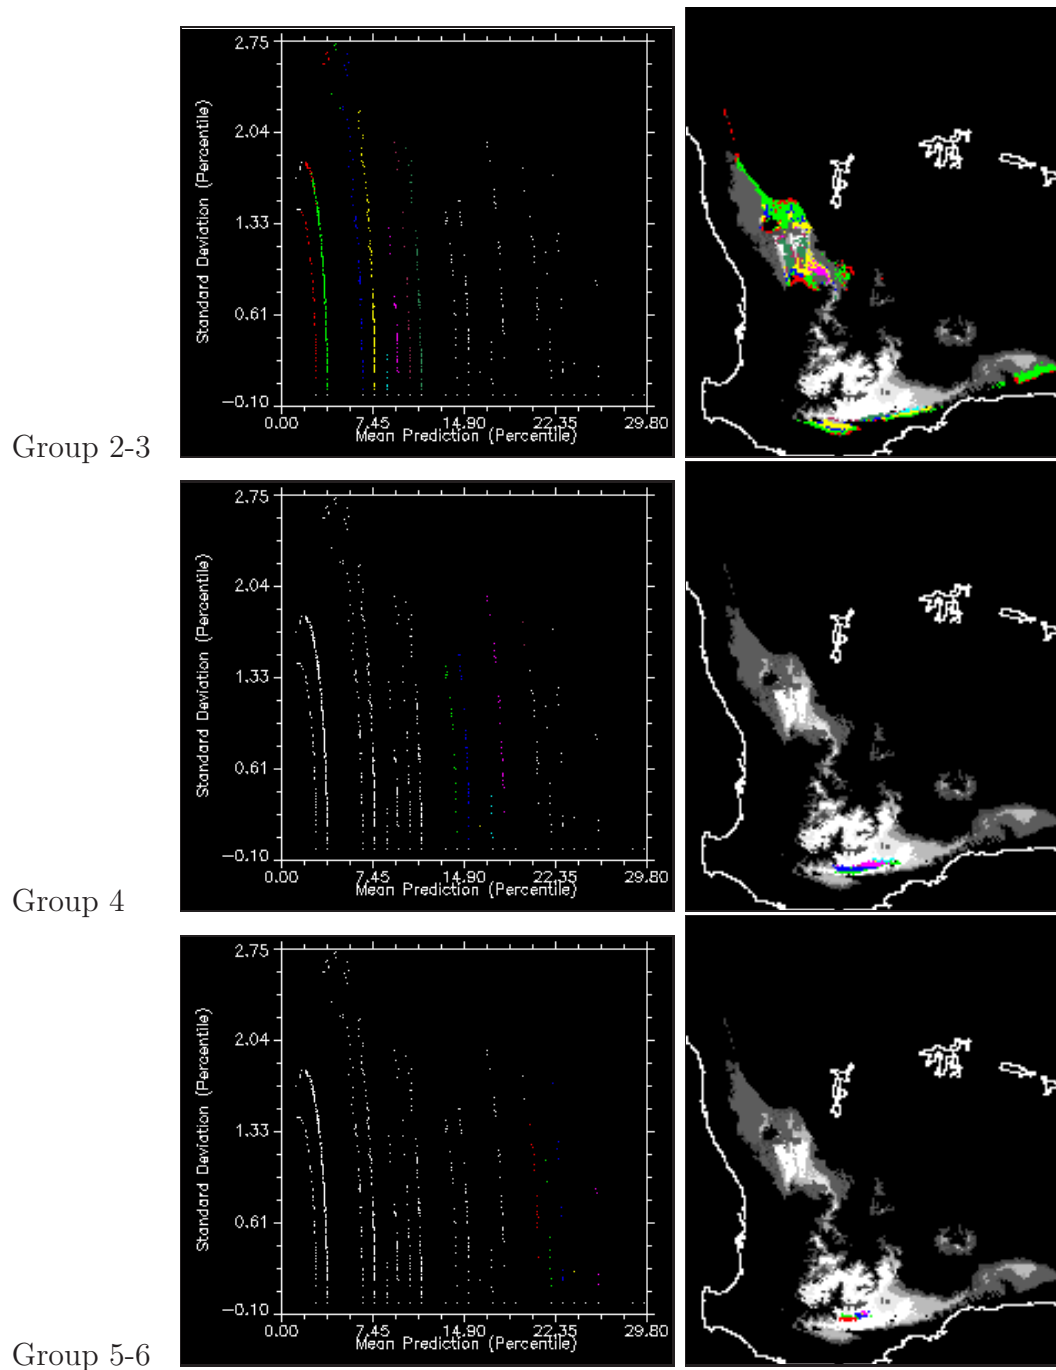 2.75
2.04
1.33
0.61
−0.10
Standard Deviation (Percentile)
0.00 7.45 14.90 22.35 29.80
Mean Prediction (Percentile)
Group 2-3
2.75
2.04
1.33
0.61
−0.10
Standard Deviation (Percentile)
0.00 7.45 14.90 22.35 29.80
Mean Prediction (Percentile)
Group 4
2.75
2.04
1.33
0.61
−0.10
Standard Deviation (Percentile)
0.00 7.45 14.90 22.35 29.80
Mean Prediction (Percentile)
Group 5-6